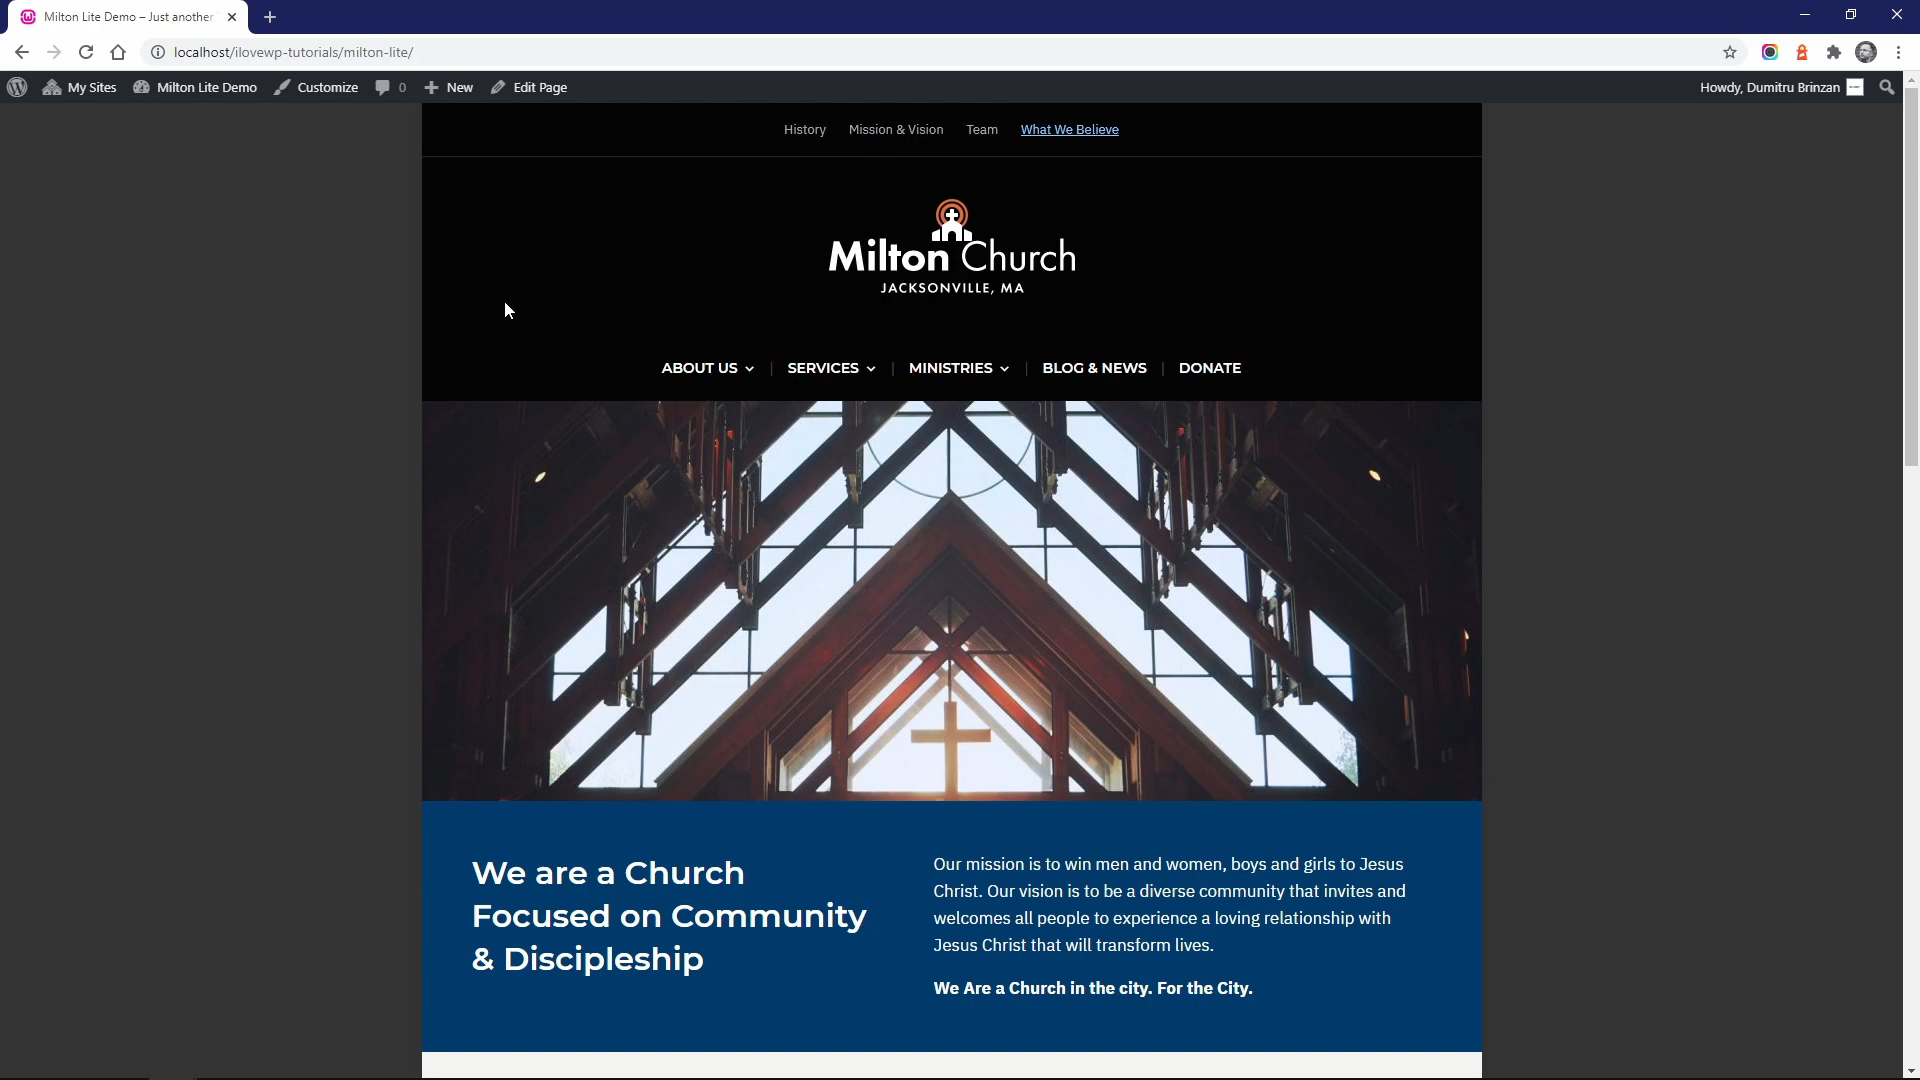 Milton Lite Demo – Just another
localhost/ilovewp-tutorials/milton-lite/
My Sites Milton Lite Demo Customize 0 New Edit Page Howdy, Dumitru Brinzan
History Mission & Vision Team What We Believe
Milton Church
JACKSONVILLE, MA
ABOUT US SERVICES MINISTRIES BLOG & NEWS DONATE
We are a Church
Focused on Community
& Discipleship
Our mission is to win men and women, boys and girls to Jesus
Christ. Our vision is to be a diverse community that invites and
welcomes all people to experience a loving relationship with
Jesus Christ that will transform lives.
We Are a Church in the city. For the City.